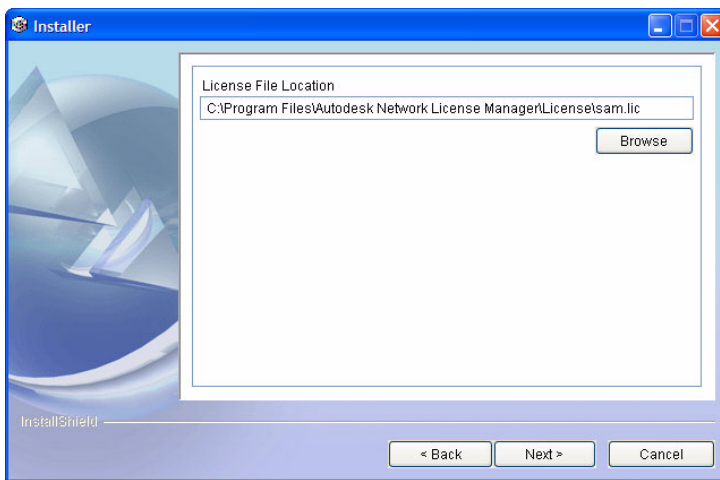 Installer
License File Location
C:\Program Files\Autodesk Network License Manager\License\sam.lic
Browse
InstallShield
< Back
Next >
Cancel